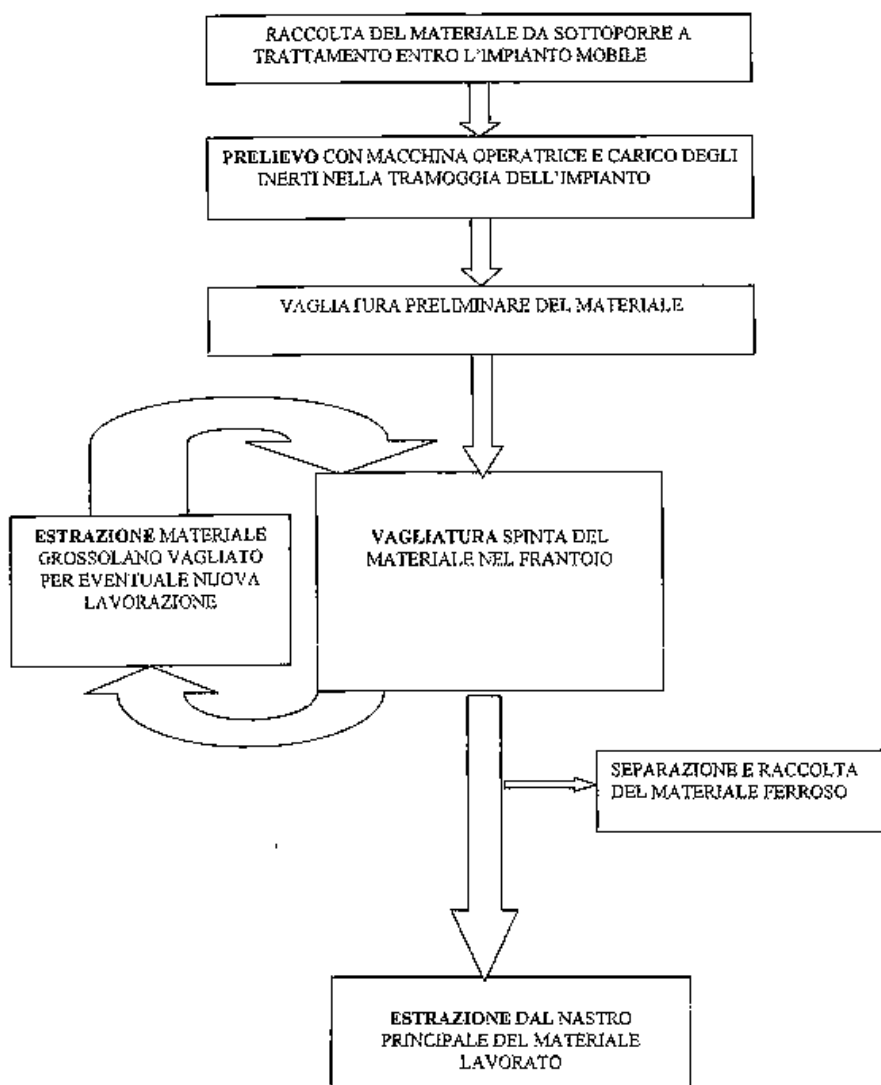 RACCOLTA DEL MATERIALE DA SOTTOPORRE A
TRATTAMENTO ENTRO L'IMPIANTO MOBILE
PRELIEVO CON MACCHINA OPERATRICE E CARICO DEGLI
INERTI NELLA TRAMOGGIA DELL'IMPIANTO
VAGLIATURA PRELIMINARE DEL MATERIALE
ESTRAZIONE MATERIALE
GROSSOLANO VAGLIATO
PER EVENTUALE NUOVA
LAVORAZIONE
VAGLIATURA SPINTA DEL
MATERIALE NEL FRANTOIO
SEPARAZIONE E RACCOLTA
DEL MATERIALE FERROSO
ESTRAZIONE DAL NASTRO
PRINCIPALE DEL MATERIALE
LAVORATO